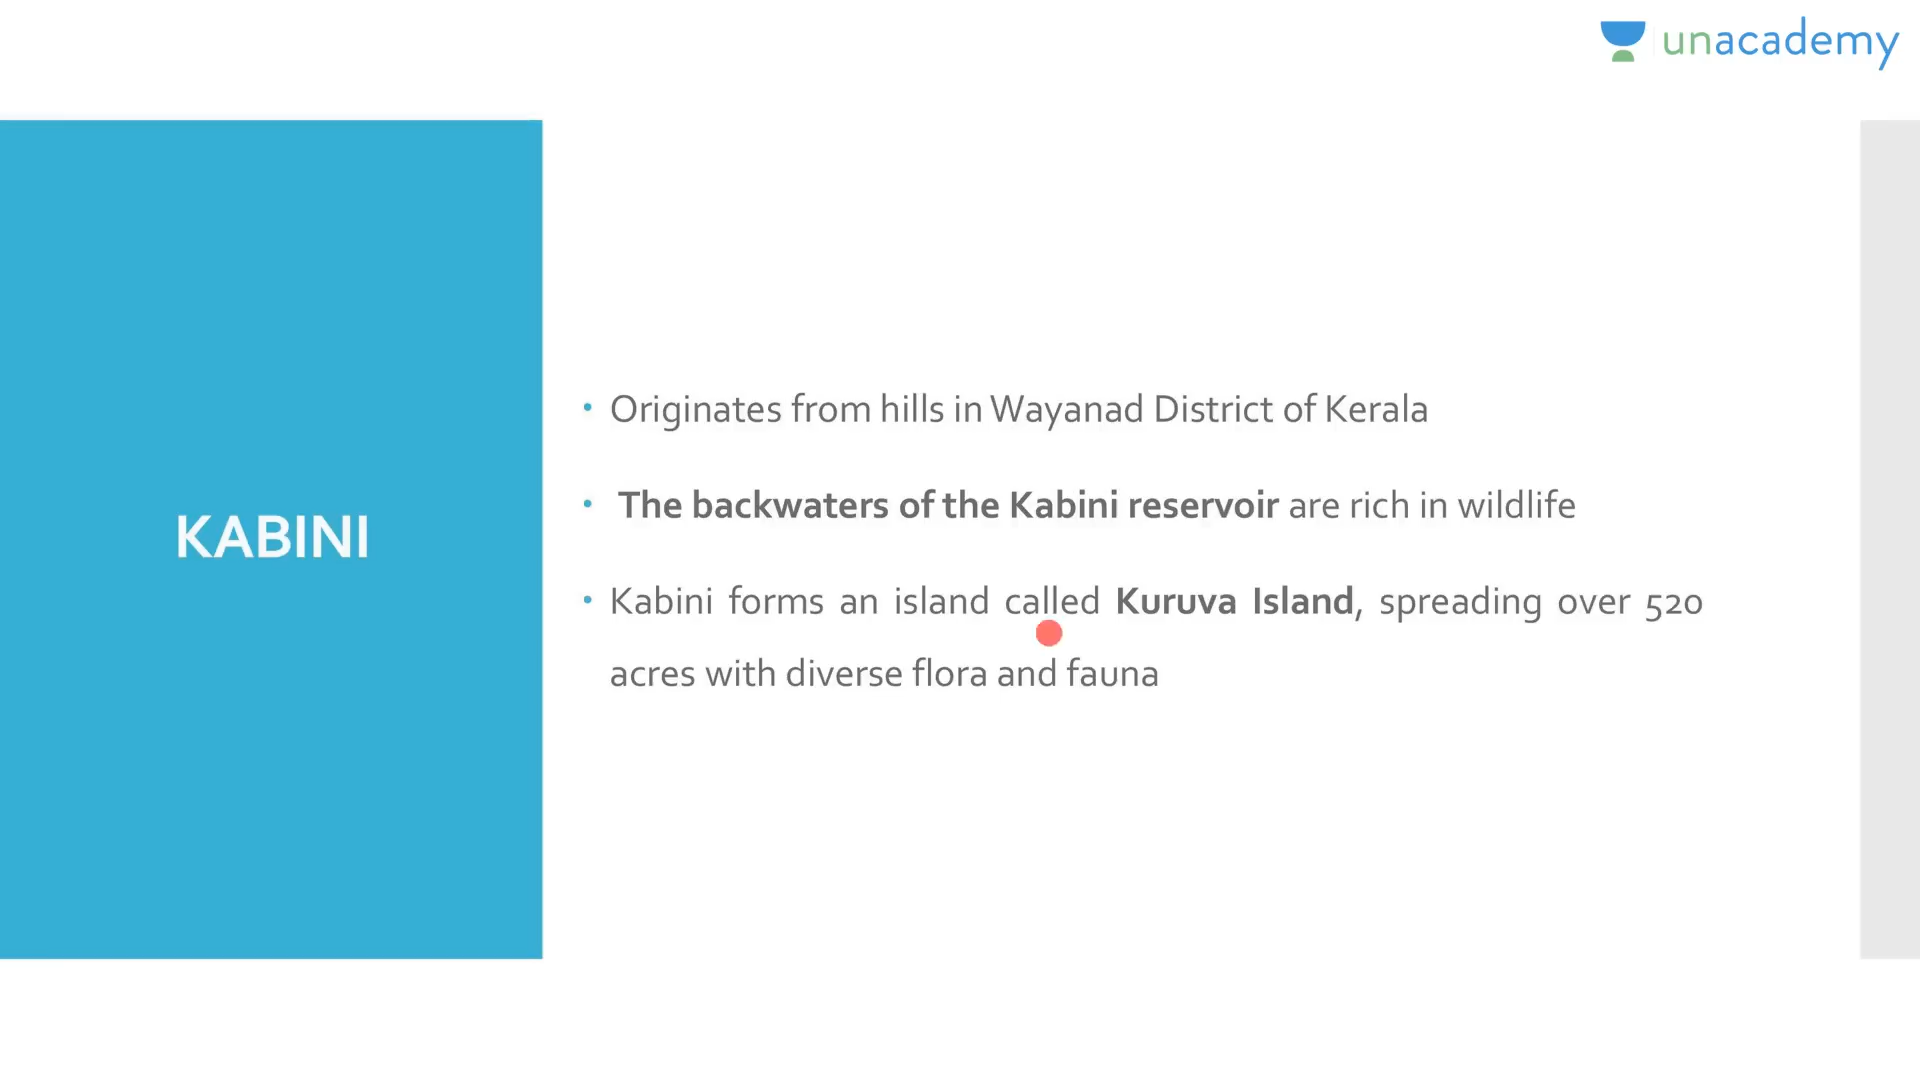 unacademy
KABINI
• Originates from hills in Wayanad District of Kerala
• The backwaters of the Kabini reservoir are rich in wildlife
• Kabini forms an island called Kuruva Island, spreading over 520
acres with diverse flora and fauna